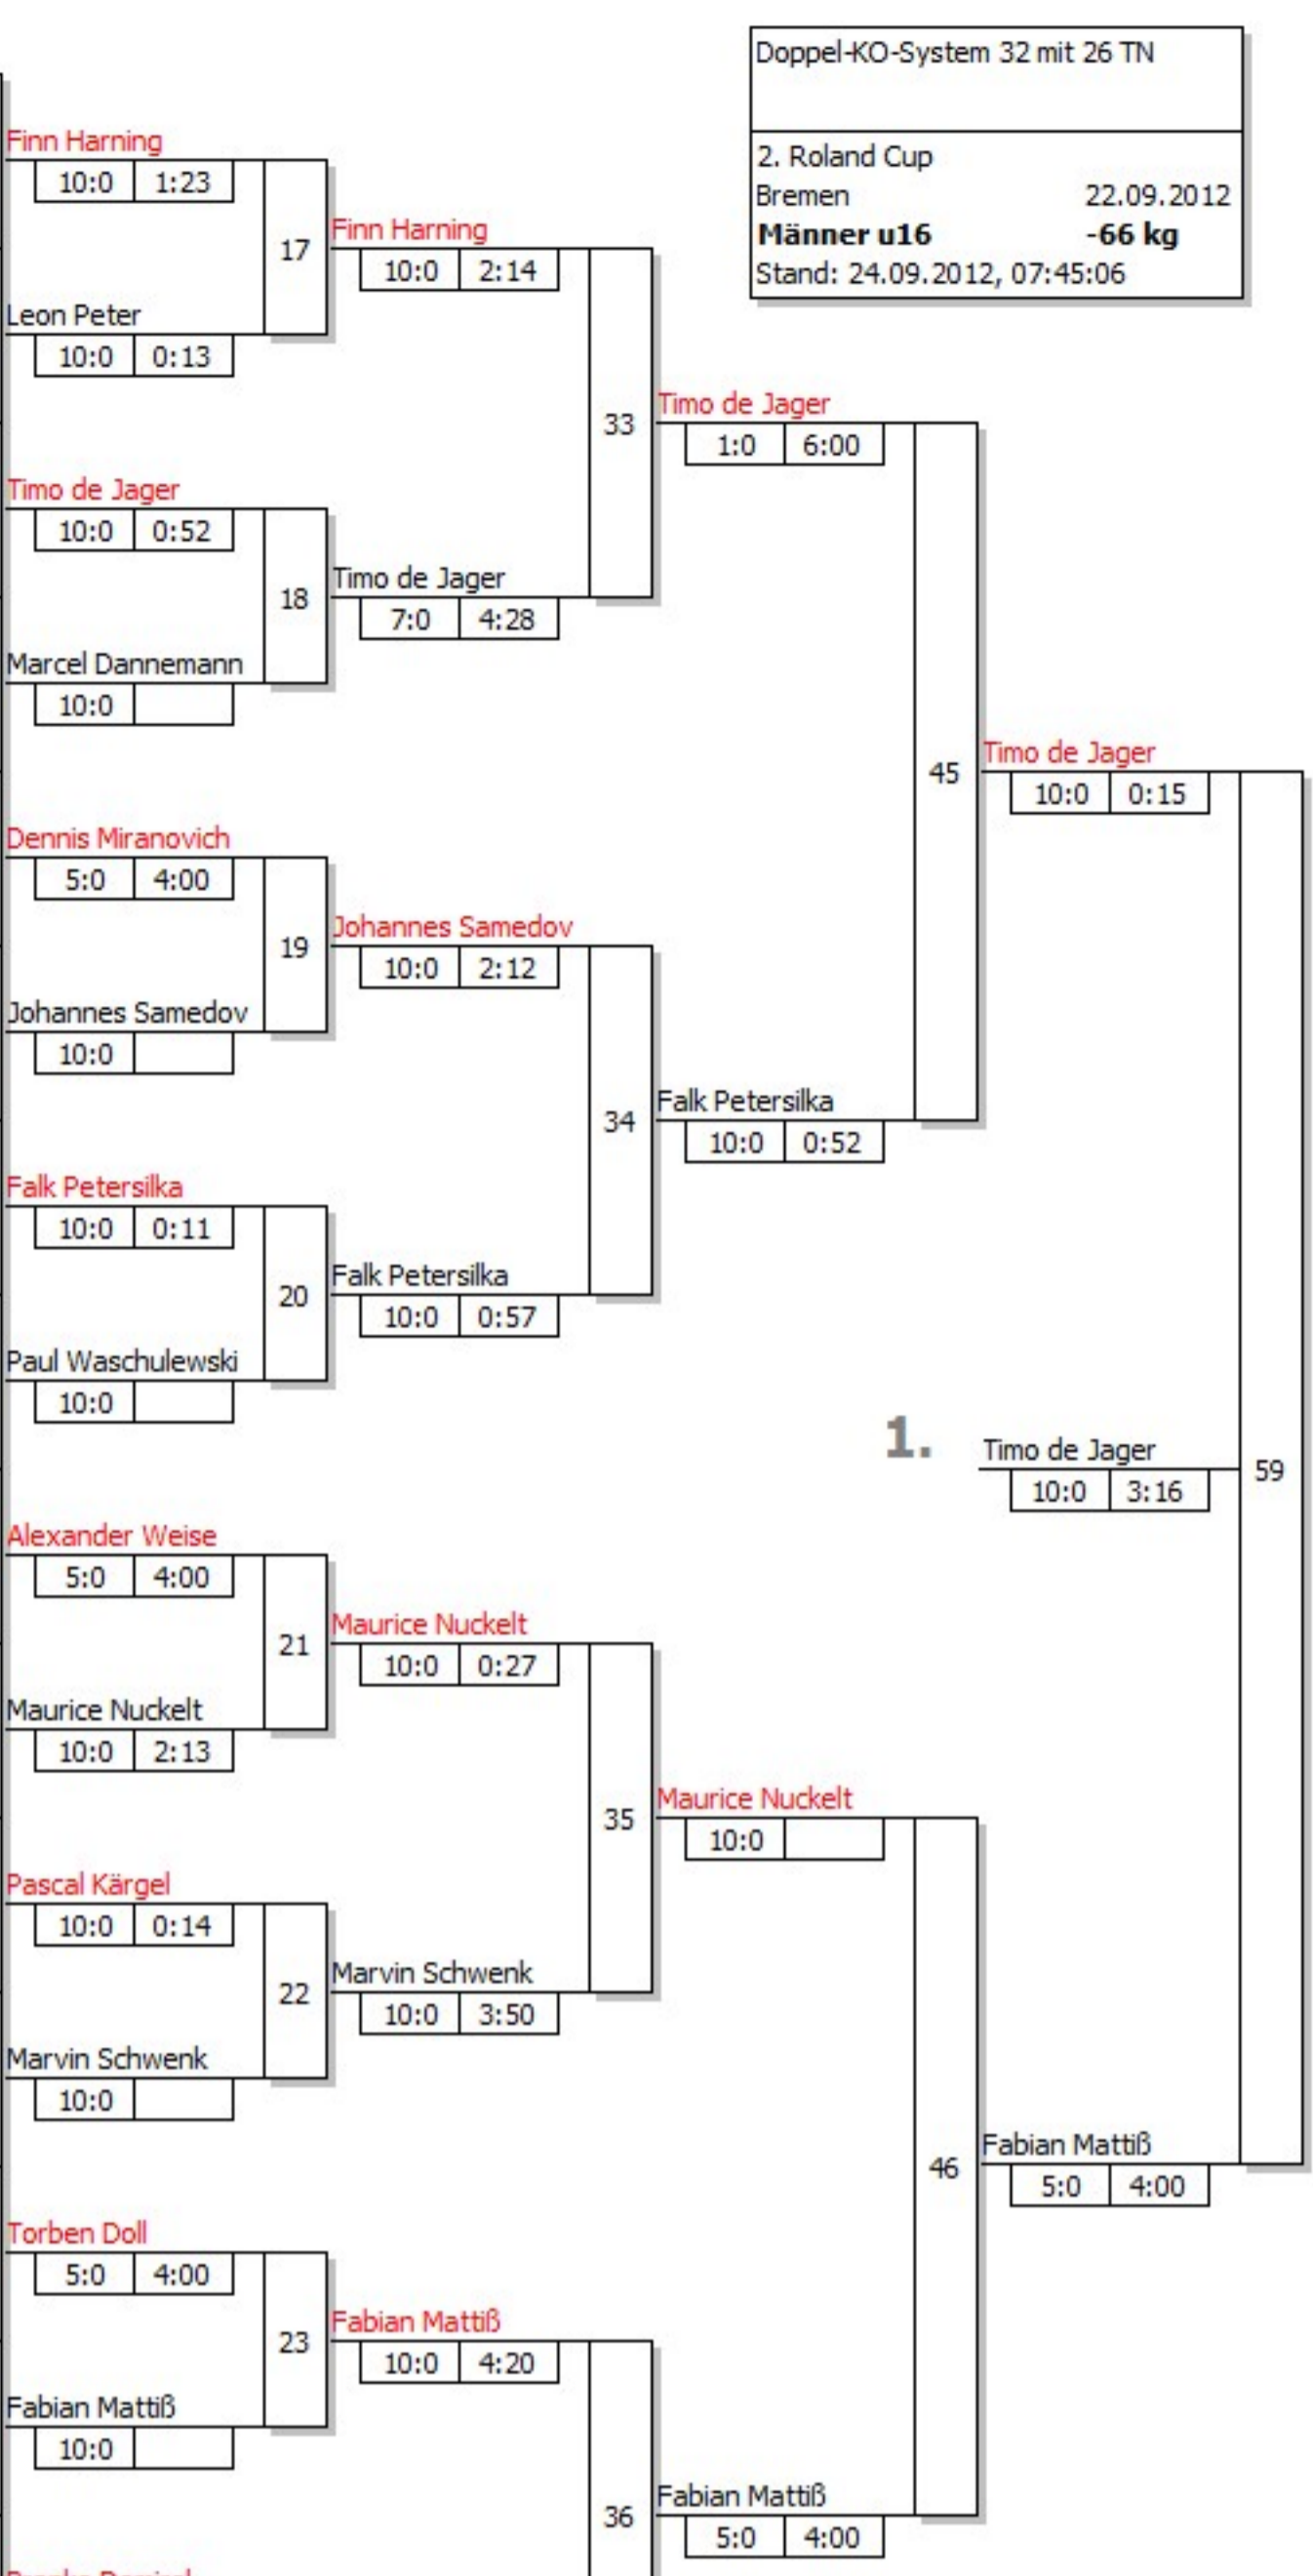 Doppel-KO-System 32 mit 26 TN
2. Roland Cup
Bremen 22.09.2012
Männer u16 -66 kg
Stand: 24.09.2012, 07:45:06
Finn Harning
10:0 1:23
17
Leon Peter
10:0 0:13
Finn Harning
10:0 2:14
33
Timo de Jager
10:0 0:52
18
Marcel Dannemann
10:0
Timo de Jager
7:0 4:28
Timo de Jager
1:0 6:00
45
Dennis Miranovich
5:0 4:00
19
Johannes Samedov
10:0
Johannes Samedov
10:0 2:12
34
Falk Petersilka
10:0 0:11
20
Paul Waschulewski
10:0
Falk Petersilka
10:0 0:57
Falk Petersilka
10:0 0:52
Timo de Jager
10:0 0:15
1.
Timo de Jager
10:0 3:16
59
Alexander Weise
5:0 4:00
21
Maurice Nuckelt
10:0 2:13
Maurice Nuckelt
10:0 0:27
35
Pascal Kärgel
10:0 0:14
22
Marvin Schwenk
10:0
Marvin Schwenk
10:0 3:50
Maurice Nuckelt
10:0
46
Torben Doll
5:0 4:00
23
Fabian Mattiß
10:0
Fabian Mattiß
10:0 4:20
36
Fabian Mattiß
5:0 4:00
Fabian Mattiß
5:0 4:00